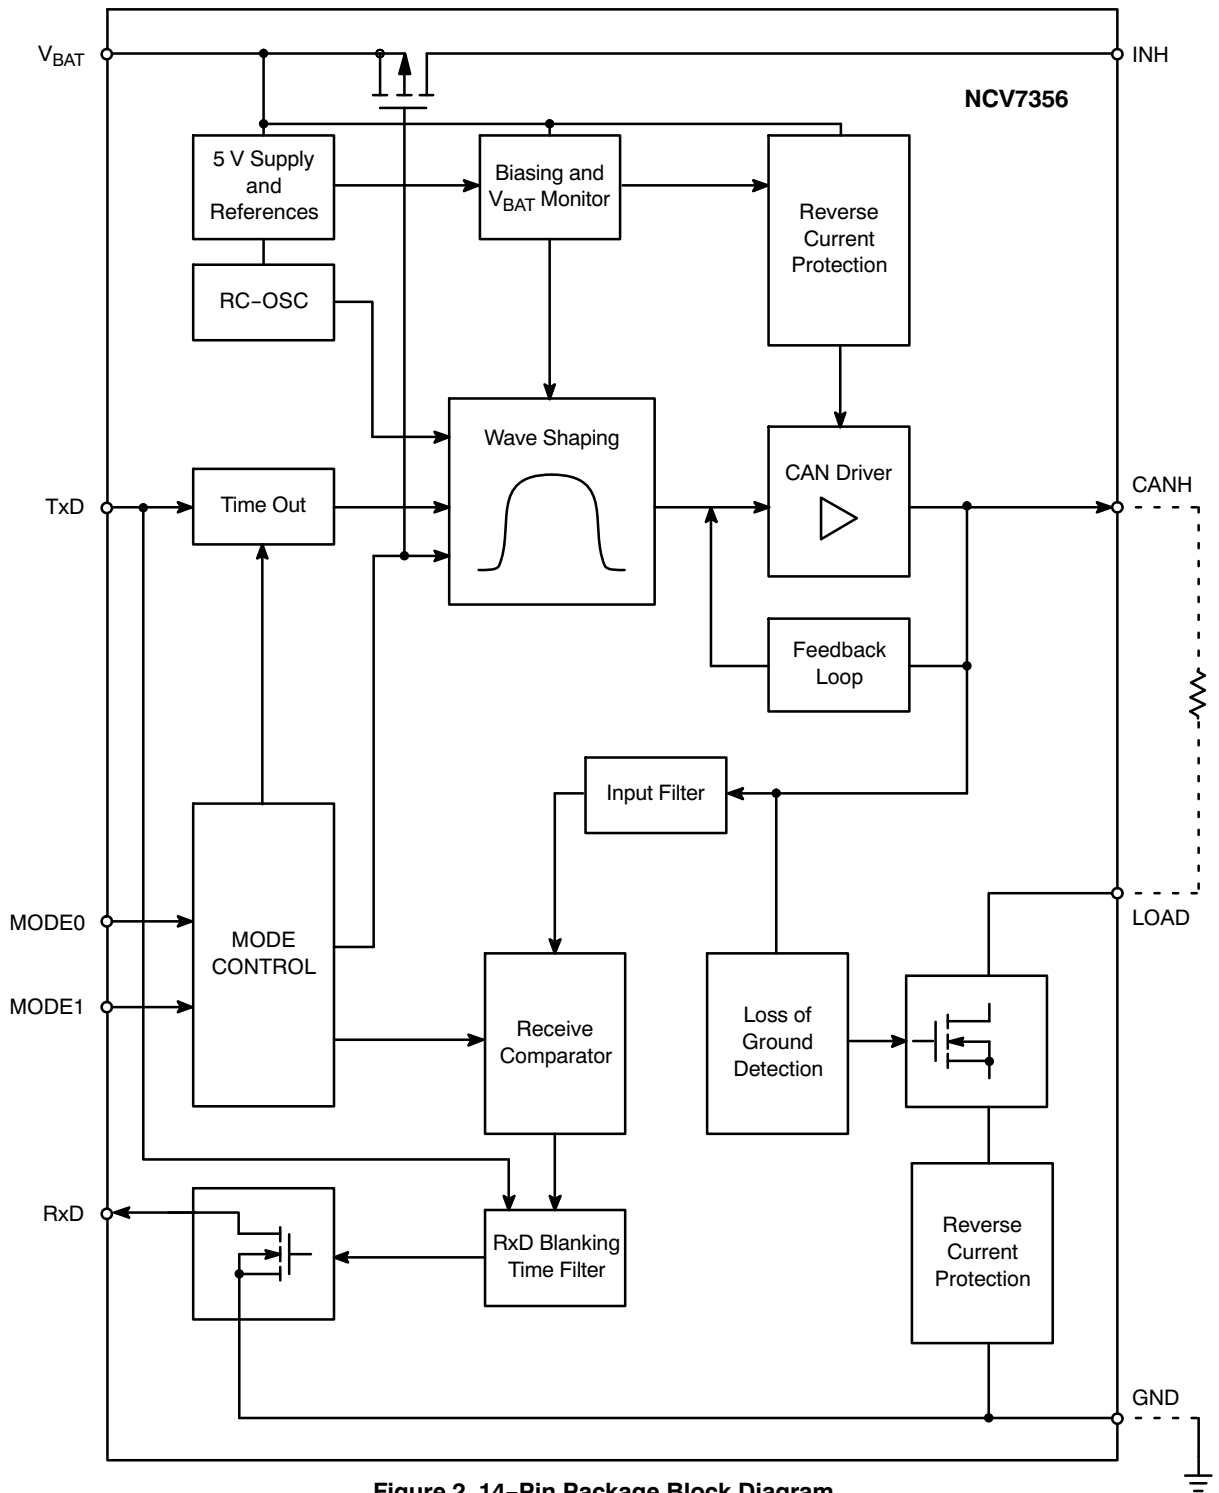 VBAT
INH
NCV7356
5 V Supply
and
References
Biasing and
VBAT Monitor
Reverse
Current
Protection
RC-OSC
Wave Shaping
CAN Driver
CANH
TxD
Time Out
Feedback
Loop
Input Filter
MODE0
MODE1
MODE
CONTROL
LOAD
Receive
Comparator
Loss of
Ground
Detection
RxD
RxD Blanking
Time Filter
Reverse
Current
Protection
GND
Figure 2. 14-Pin Package Block Diagram